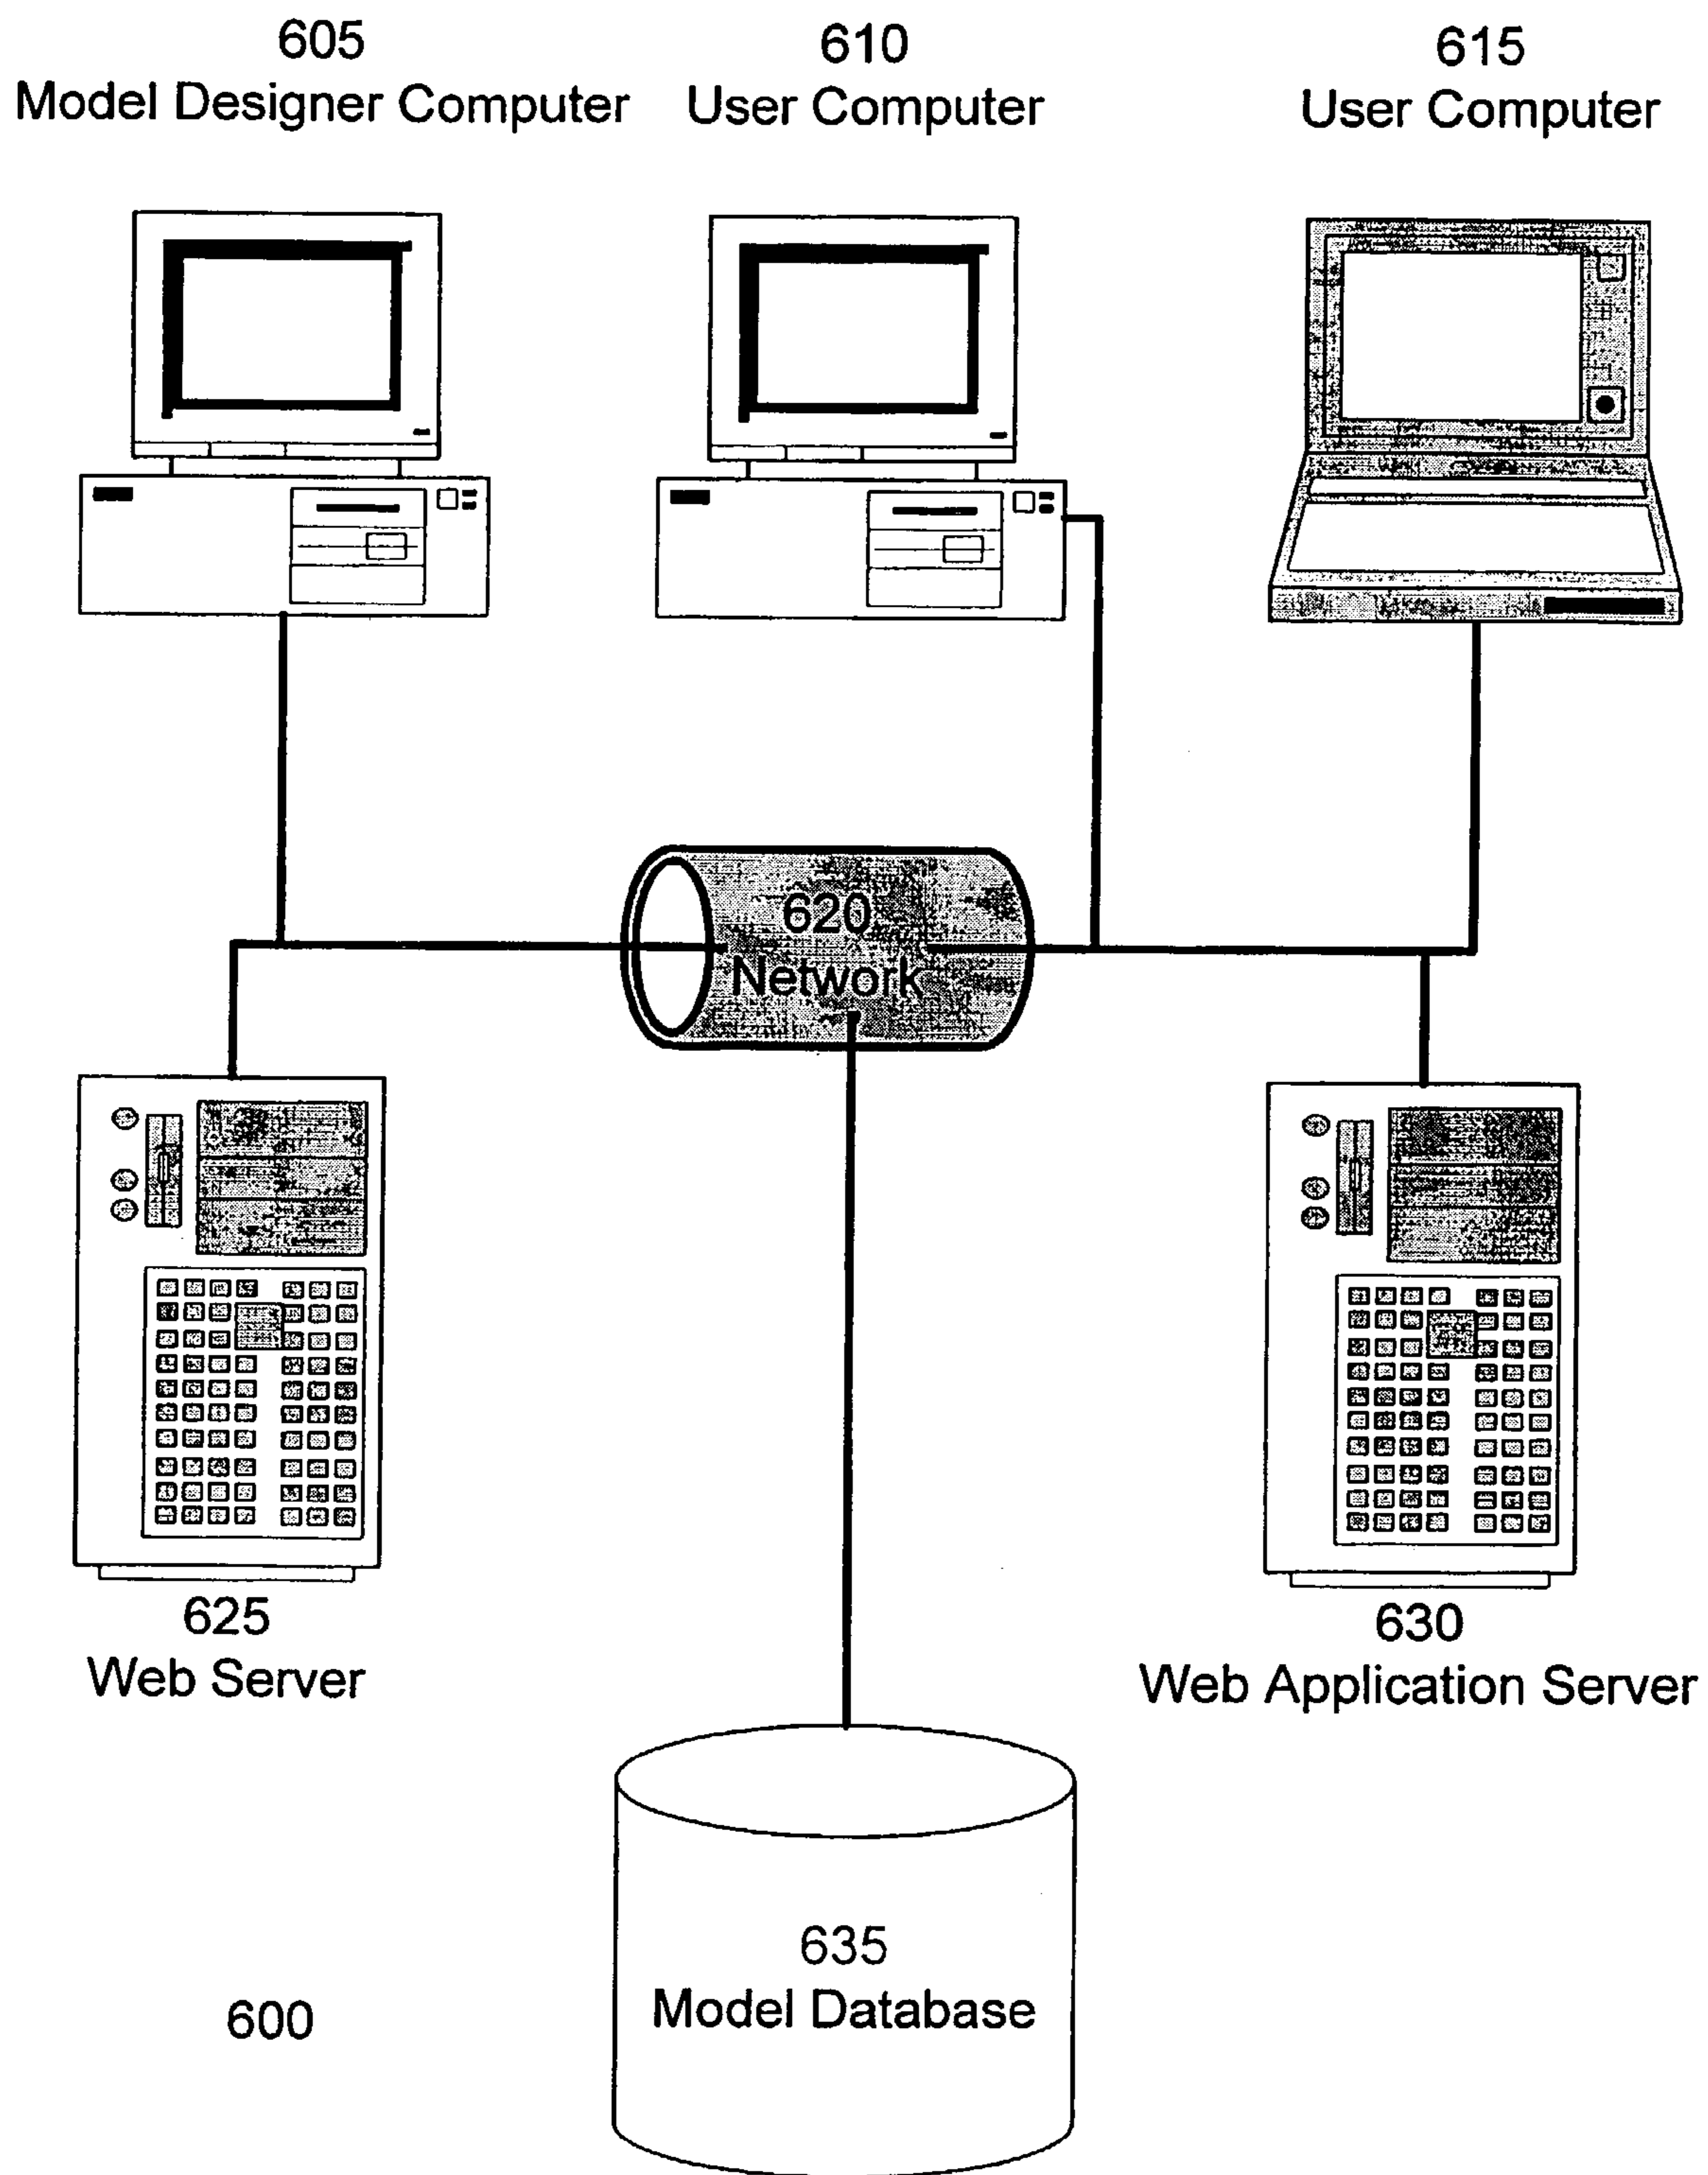 605
Model Designer Computer
610
User Computer
615
User Computer
620
Network
625
Web Server
630
Web Application Server
635
Model Database
600